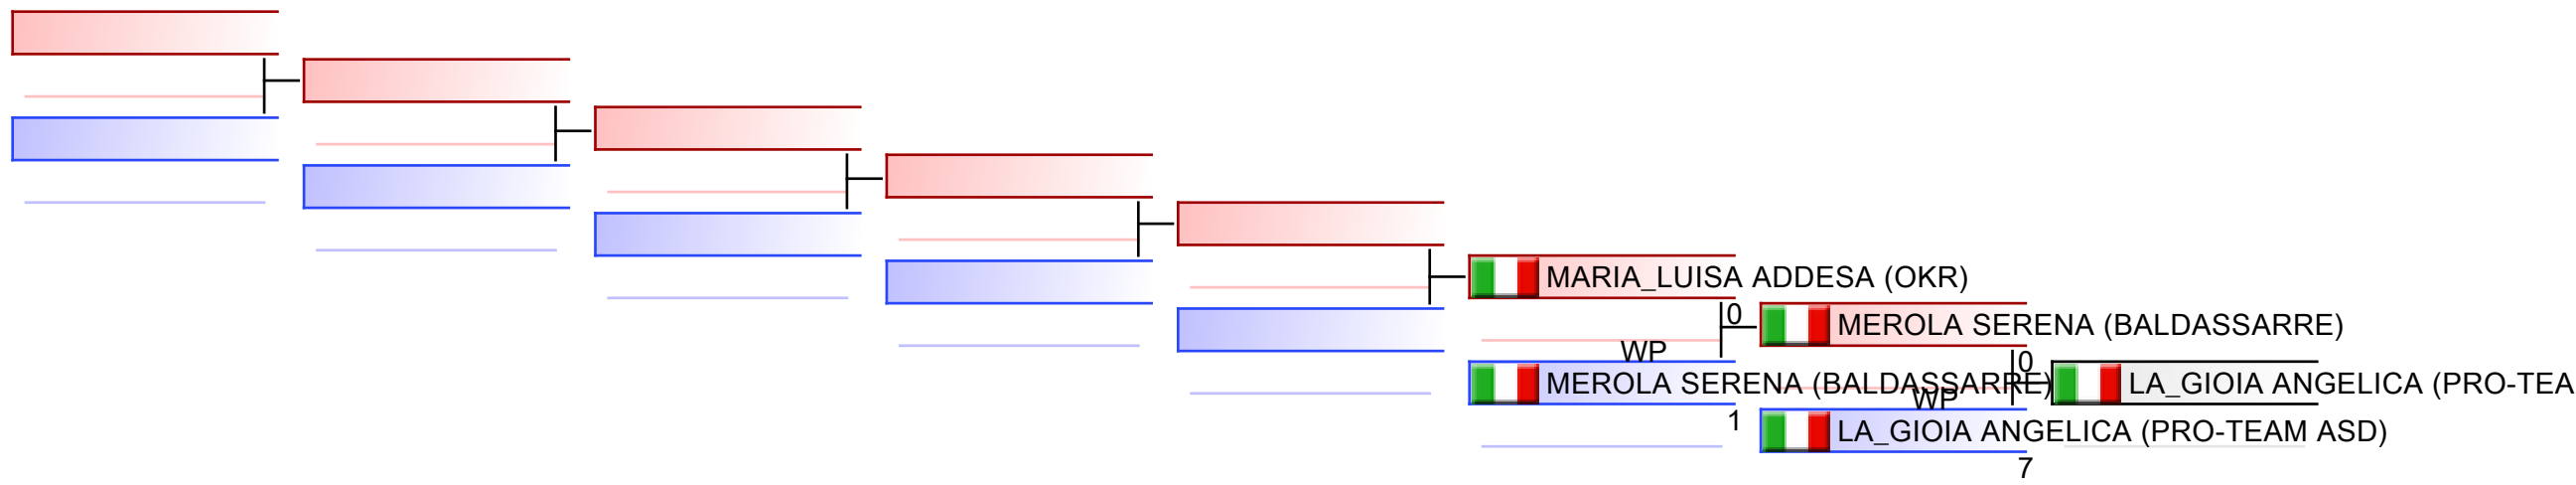 MARIA_LUISA ADDESA (OKR)
0
MEROLA SERENA (BALDASSARRE)
WP
0
MEROLA SERENA (BALDASSARRE)
LA_GIOIA ANGELICA (PRO-TEA
WP
1
LA_GIOIA ANGELICA (PRO-TEAM ASD)
7